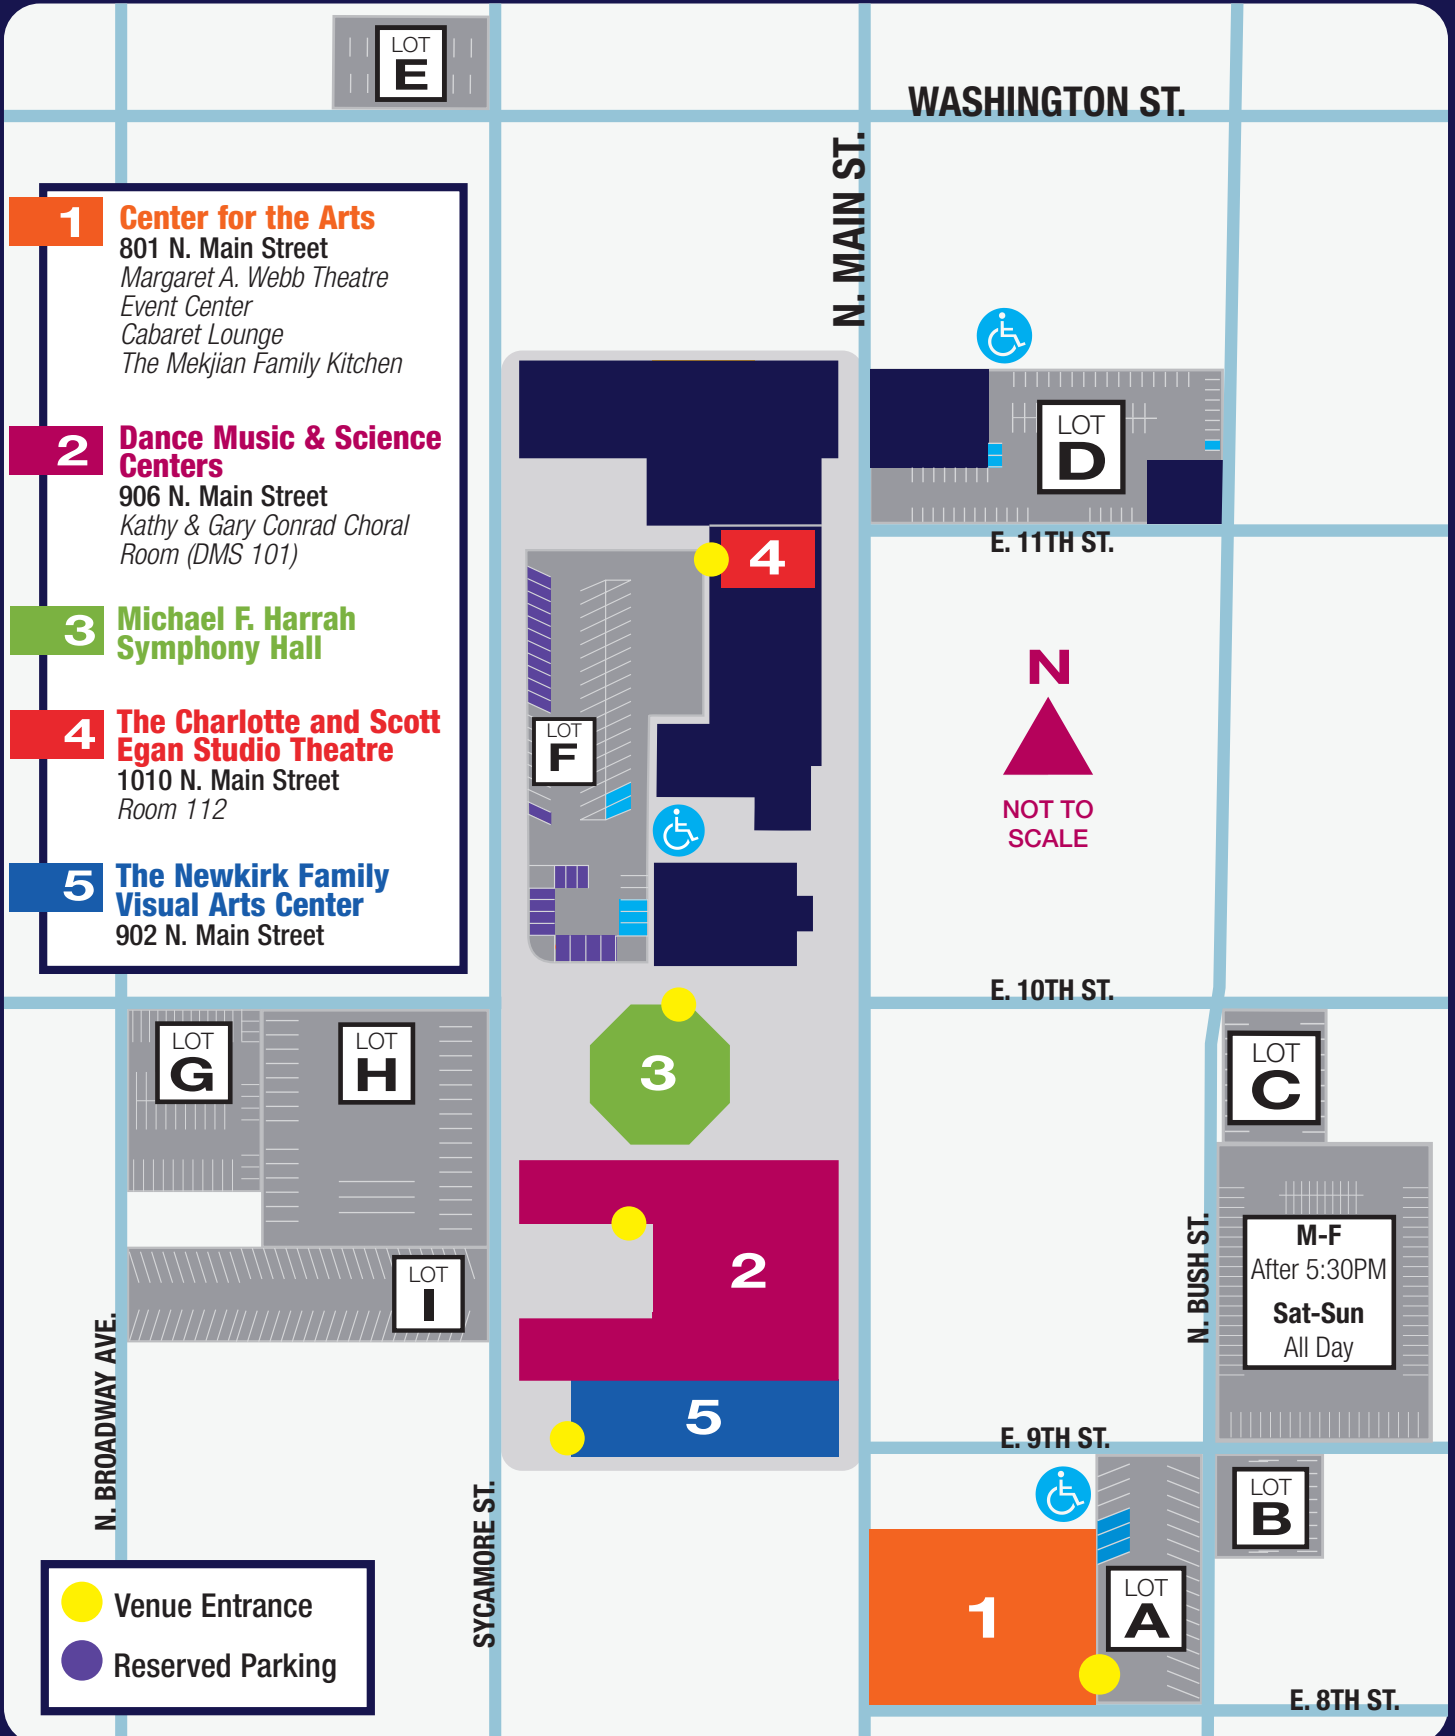 LOT
E
WASHINGTON ST.
N. MAIN ST.
1
Center for the Arts
801 N. Main Street
Margaret A. Webb Theatre
Event Center
Cabaret Lounge
The Mekjian Family Kitchen
2
Dance Music & Science
Centers
906 N. Main Street
Kathy & Gary Conrad Choral
Room (DMS 101)
3
Michael F. Harrah
Symphony Hall
4
The Charlotte and Scott
Egan Studio Theatre
1010 N. Main Street
Room 112
5
The Newkirk Family
Visual Arts Center
902 N. Main Street
LOT
D
E. 11TH ST.
4
LOT
F
N
NOT TO
SCALE
E. 10TH ST.
LOT
G
LOT
H
3
LOT
C
2
LOT
I
N. BUSH ST.
M-F
After 5:30PM
Sat-Sun
All Day
N. BROADWAY AVE.
5
E. 9TH ST.
SYCAMORE ST.
LOT
B
1
LOT
A
Venue Entrance
Reserved Parking
E. 8TH ST.